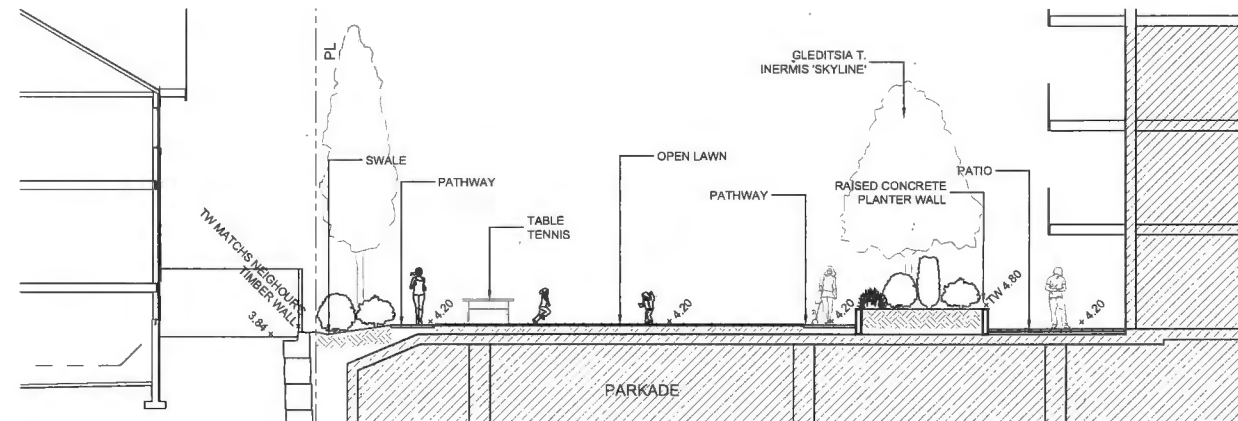 PL
GLEDITSIA T.
INERMIS 'SKYLINE'
SWALE
PATHWAY
TABLE
TENNIS
OPEN LAWN
PATHWAY
RAISED CONCRETE
PLANTER WALL
PATIO
TW MATCHS NEIGHOUR'S
TIMBER WALL
3.84
4.20
4.20
4.20
TW 4.80
4.20
PARKADE